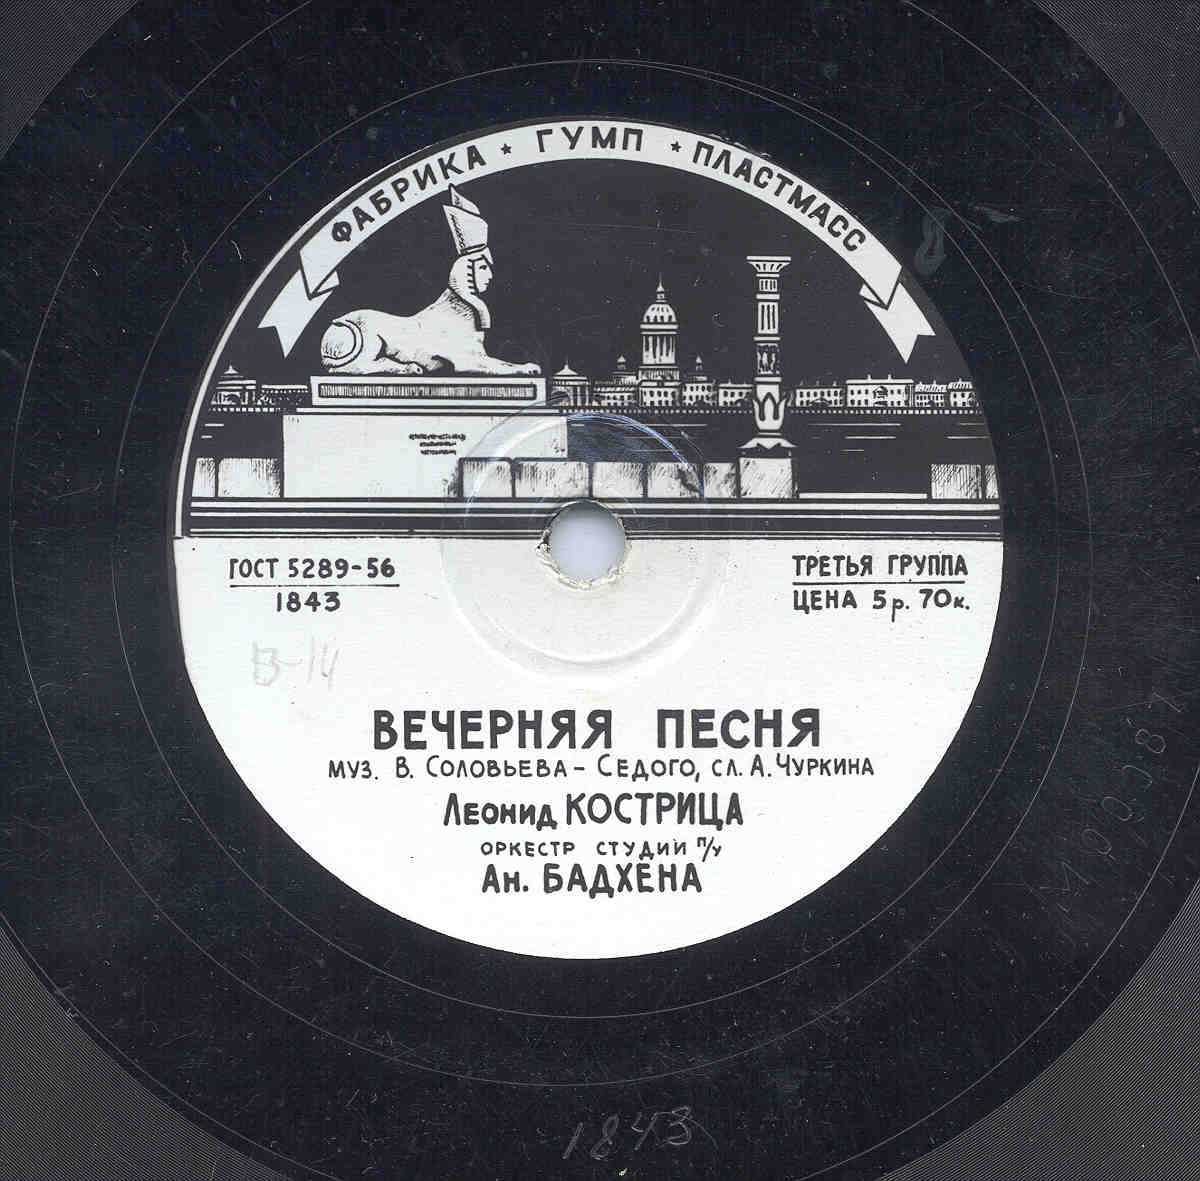 ФАБРИКА ★ ГУМП ★ ПЛАСТМАСС
ГОСТ 5289-56
1843
ТРЕТЬЯ ГРУППА
ЦЕНА 5р. 70к.
В-14
ВЕЧЕРНЯЯ ПЕСНЯ
МУЗ. В. СОЛОВЬЕВА-СЕДОГО, СЛ. А. ЧУРКИНА
Леонид КОСТРИЦА
ОРКЕСТР СТУДИИ П/У
АН. БАДХЕНА
1843